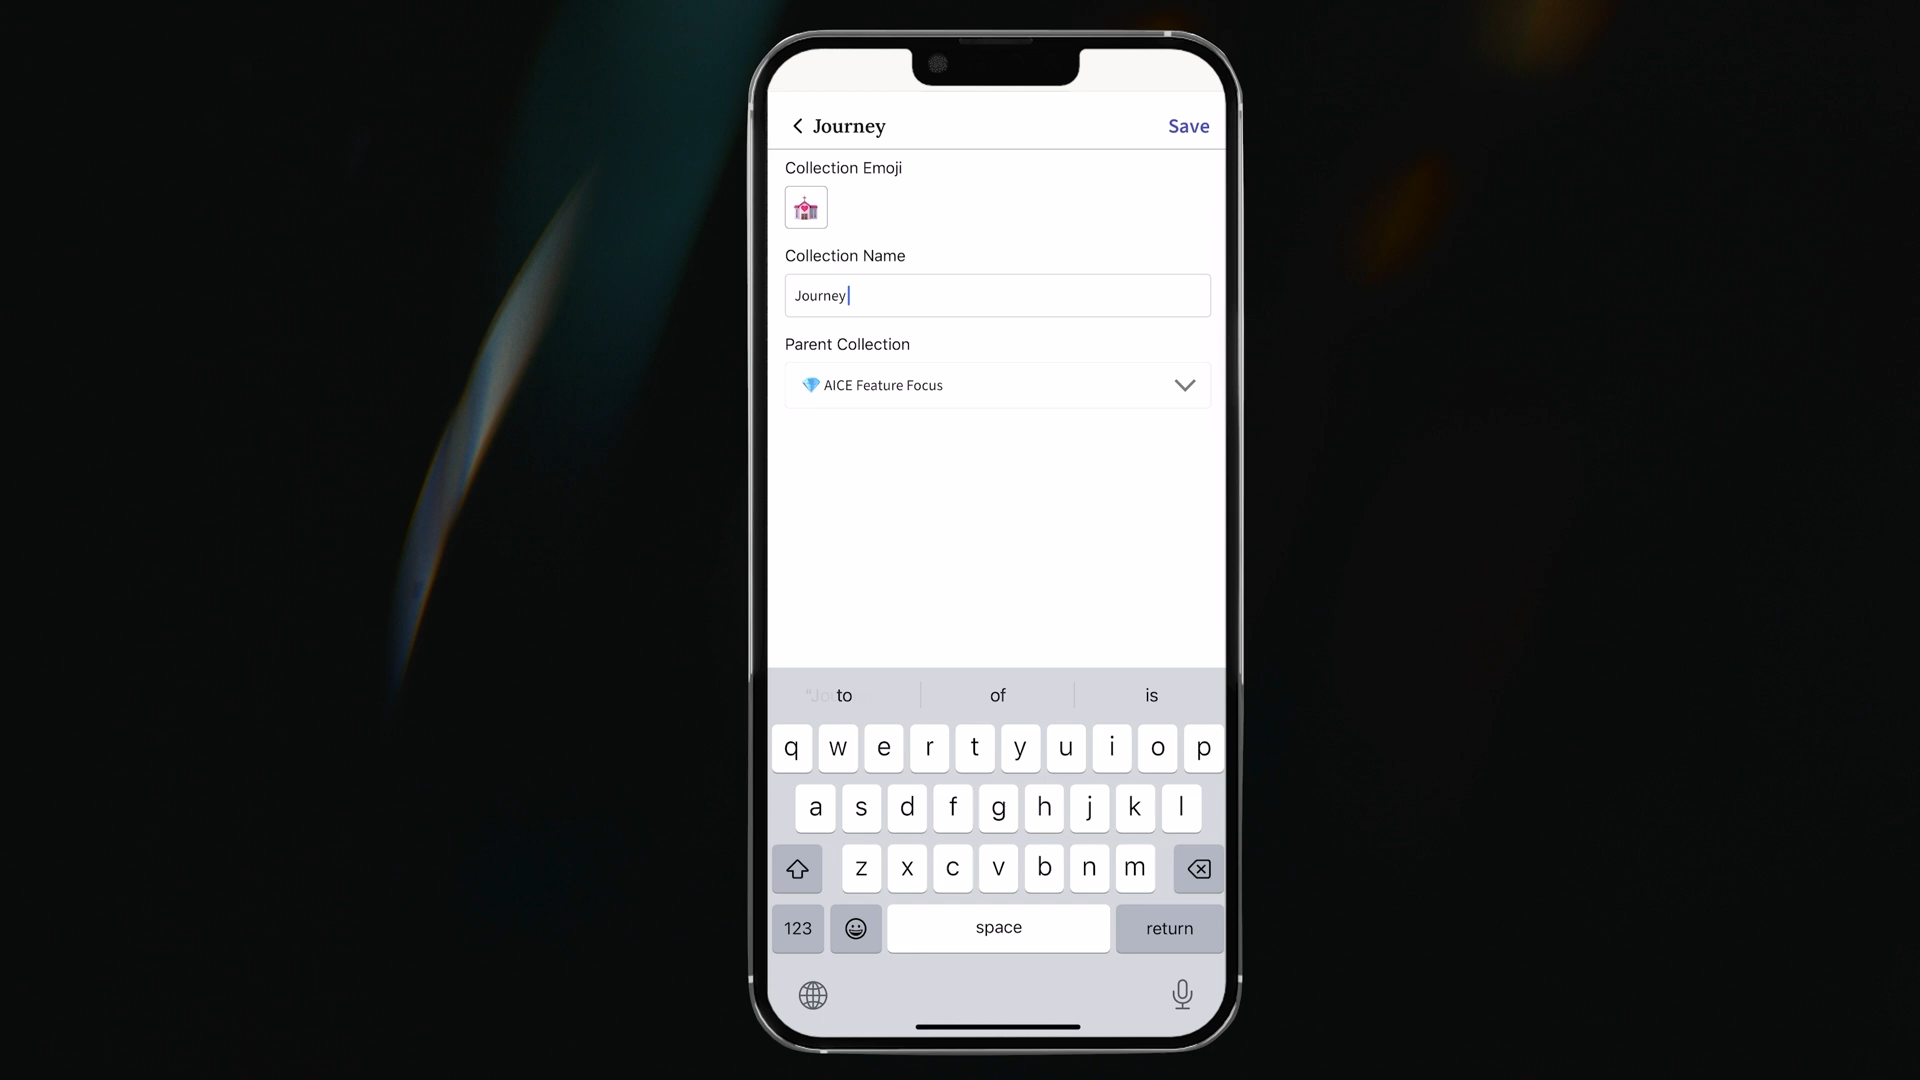 Journey
Save
Collection Emoji
Collection Name
Journey
Parent Collection
AICE Feature Focus
to
of
is
q w e r t y u i o p
a s d f g h j k l
z x c v b n m
123
space
return